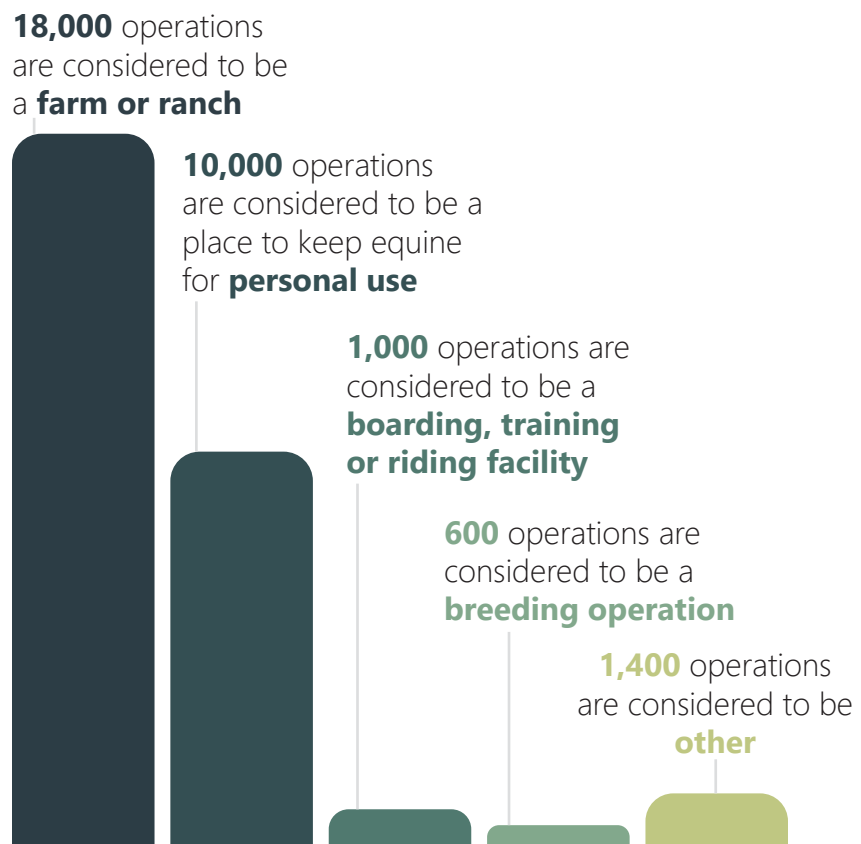 18,000 operations
are considered to be
a farm or ranch
10,000 operations
are considered to be a
place to keep equine
for personal use
1,000 operations are
considered to be a
boarding, training
or riding facility
600 operations are
considered to be a
breeding operation
1,400 operations
are considered to be
other